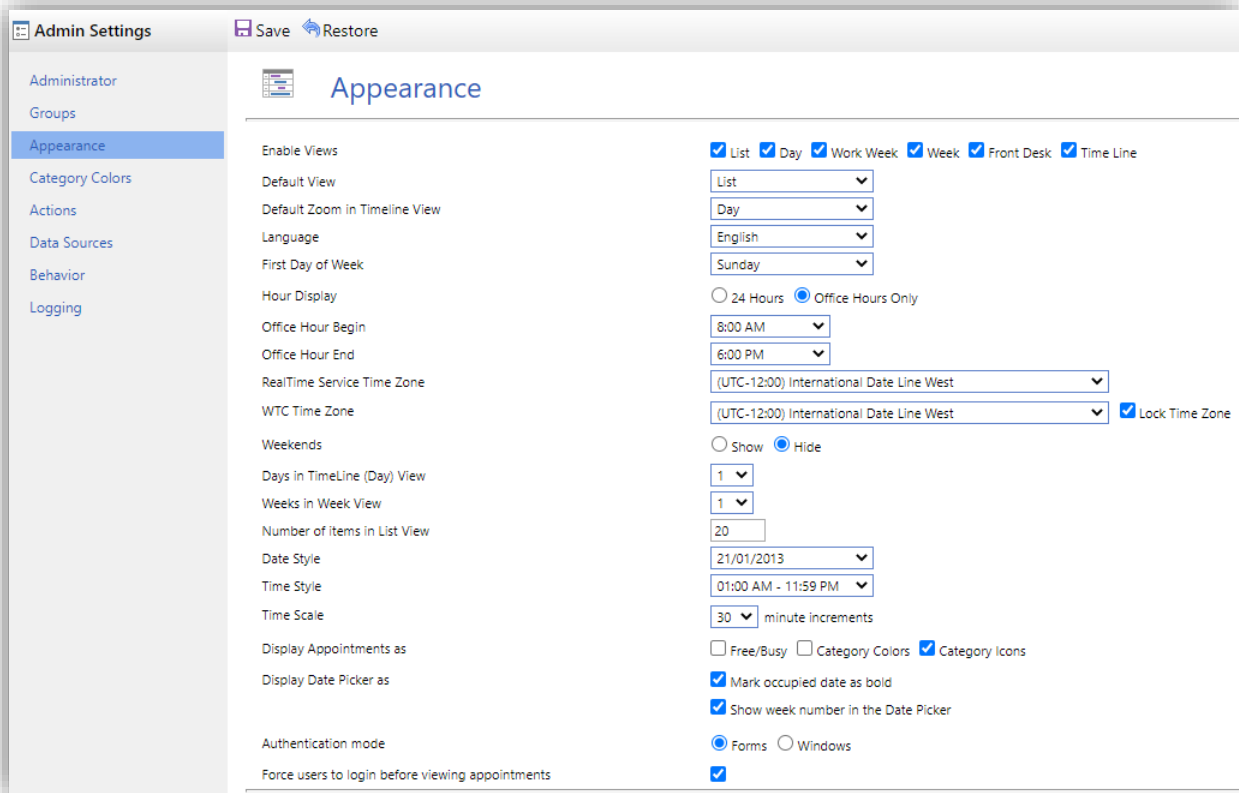 Admin Settings Save Restore
Administrator
Groups
Appearance
Category Colors
Actions
Data Sources
Behavior
Logging
Appearance
Enable Views List Day Work Week Week Front Desk Time Line
Default View List
Default Zoom in Timeline View Day
Language English
First Day of Week Sunday
Hour Display 24 Hours Office Hours Only
Office Hour Begin 8:00 AM
Office Hour End 6:00 PM
RealTime Service Time Zone (UTC-12:00) International Date Line West
WTC Time Zone (UTC-12:00) International Date Line West Lock Time Zone
Weekends Show Hide
Days in TimeLine (Day) View 1
Weeks in Week View 1
Number of items in List View 20
Date Style 21/01/2013
Time Style 01:00 AM - 11:59 PM
Time Scale 30 minute increments
Display Appointments as Free/Busy Category Colors Category Icons
Display Date Picker as Mark occupied date as bold
Show week number in the Date Picker
Authentication mode Forms Windows
Force users to login before viewing appointments